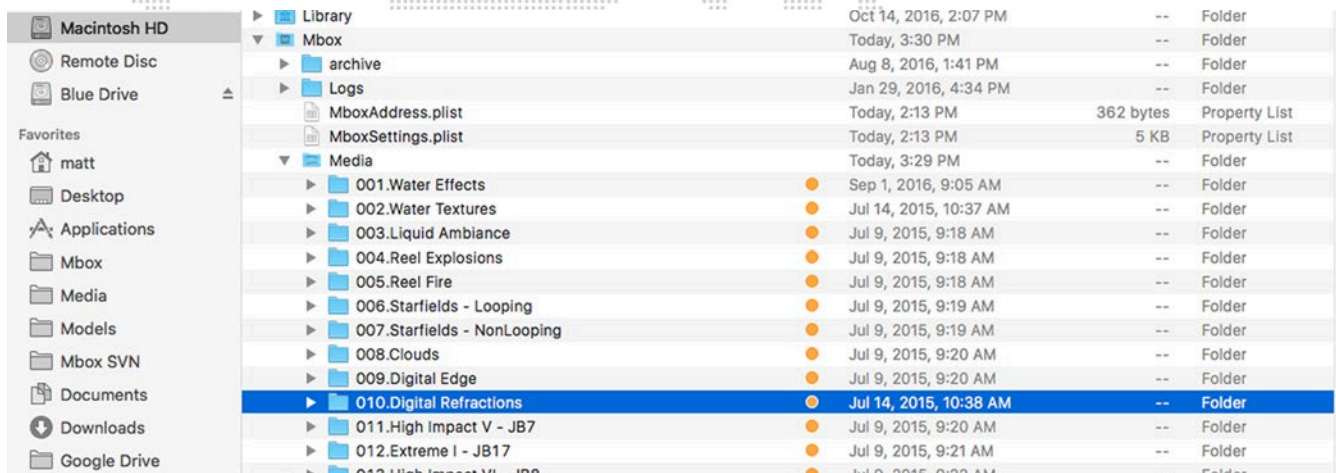 Macintosh HD
Remote Disc
Blue Drive
Favorites
matt
Desktop
Applications
Mbox
Media
Models
Mbox SVN
Documents
Downloads
Google Drive
Library Oct 14, 2016, 2:07 PM -- Folder
Mbox Today, 3:30 PM -- Folder
archive Aug 8, 2016, 1:41 PM -- Folder
Logs Jan 29, 2016, 4:34 PM -- Folder
MboxAddress.plist Today, 2:13 PM 362 bytes Property List
MboxSettings.plist Today, 2:13 PM 5 KB Property List
Media Today, 3:29 PM -- Folder
001.Water Effects Sep 1, 2016, 9:05 AM -- Folder
002.Water Textures Jul 14, 2015, 10:37 AM -- Folder
003.Liquid Ambiance Jul 9, 2015, 9:18 AM -- Folder
004.Reel Explosions Jul 9, 2015, 9:18 AM -- Folder
005.Reel Fire Jul 9, 2015, 9:18 AM -- Folder
006.Starfields - Looping Jul 9, 2015, 9:19 AM -- Folder
007.Starfields - NonLooping Jul 9, 2015, 9:19 AM -- Folder
008.Clouds Jul 9, 2015, 9:20 AM -- Folder
009.Digital Edge Jul 9, 2015, 9:20 AM -- Folder
010.Digital Refractions Jul 14, 2015, 10:38 AM -- Folder
011.High Impact V - JB7 Jul 9, 2015, 9:20 AM -- Folder
012.Extreme I - JB17 Jul 9, 2015, 9:21 AM -- Folder